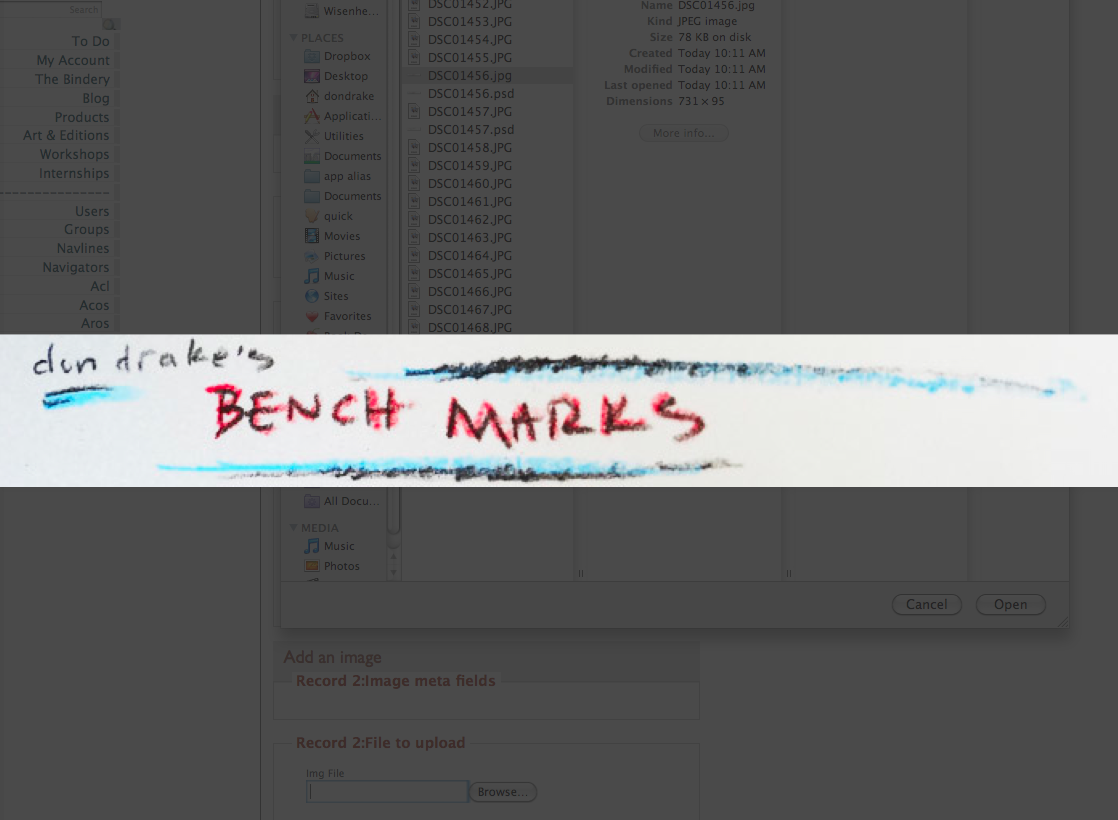 Search
To Do
My Account
The Bindery
Blog
Products
Art & Editions
Workshops
Internships
--------------------
Users
Groups
Navlines
Navigators
Acl
Acos
Aros
Wisenhe...
PLACES
Dropbox
Desktop
dondrake
Applicati...
Utilities
Documents
app alias
Documents
quick
Movies
Pictures
Music
Sites
Favorites
DSC01452.JPG
DSC01453.JPG
DSC01454.JPG
DSC01455.JPG
DSC01456.jpg
DSC01456.psd
DSC01457.JPG
DSC01457.psd
DSC01458.JPG
DSC01459.JPG
DSC01460.JPG
DSC01461.JPG
DSC01462.JPG
DSC01463.JPG
DSC01464.JPG
DSC01465.JPG
DSC01466.JPG
DSC01467.JPG
DSC01468.JPG
Name DSC01456.jpg
Kind JPEG image
Size 78 KB on disk
Created Today 10:11 AM
Modified Today 10:11 AM
Last opened Today 10:11 AM
Dimensions 731 × 95
More info...
don drake's
BENCH MARKS
All Docu...
MEDIA
Music
Photos
Cancel Open
Add an image
Record 2:Image meta fields
Record 2:File to upload
Img File
Browse...